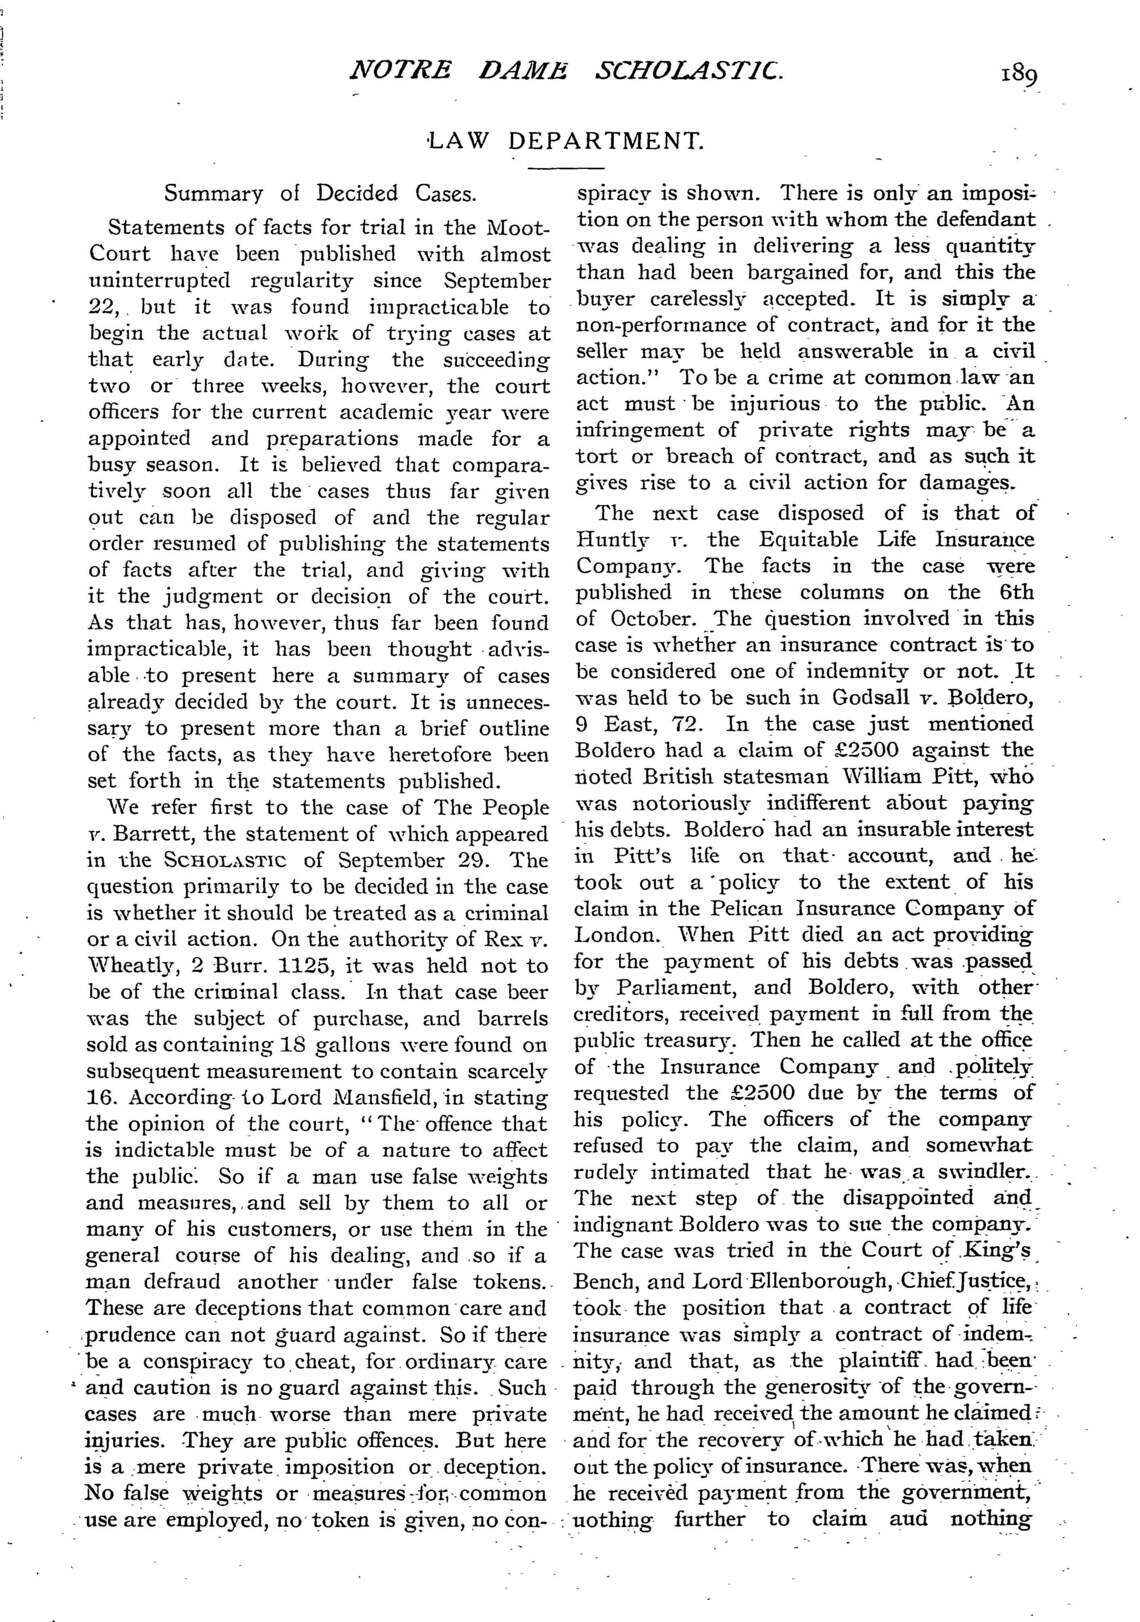 NOTRE DAME SCHOLASTIC.
189
LAW DEPARTMENT.
Summary of Decided Cases.
Statements of facts for trial in the Moot-
Court have been published with almost
uninterrupted regularity since September
22, but it was found impracticable to
begin the actual work of trying cases at
that early date. During the succeeding
two or three weeks, however, the court
officers for the current academic year were
appointed and preparations made for a
busy season. It is believed that compara-
tively soon all the cases thus far given
out can be disposed of and the regular
order resumed of publishing the statements
of facts after the trial, and giving with
it the judgment or decision of the court.
As that has, however, thus far been found
impracticable, it has been thought advis-
able to present here a summary of cases
already decided by the court. It is unneces-
sary to present more than a brief outline
of the facts, as they have heretofore been
set forth in the statements published.
We refer first to the case of The People
v. Barrett, the statement of which appeared
in the SCHOLASTIC of September 29. The
question primarily to be decided in the case
is whether it should be treated as a criminal
or a civil action. On the authority of Rex v.
Wheatly, 2 Burr. 1125, it was held not to
be of the criminal class. In that case beer
was the subject of purchase, and barrels
sold as containing 18 gallons were found on
subsequent measurement to contain scarcely
16. According to Lord Mansfield, in stating
the opinion of the court, "The offence that
is indictable must be of a nature to affect
the public. So if a man use false weights
and measures, and sell by them to all or
many of his customers, or use them in the
general course of his dealing, and so if a
man defraud another under false tokens.
These are deceptions that common care and
prudence can not guard against. So if there
be a conspiracy to cheat, for ordinary care
and caution is no guard against this. Such
cases are much worse than mere private
injuries. They are public offences. But here
is a mere private imposition or deception.
No false weights or measures for common
use are employed, no token is given, no con-
spiracy is shown. There is only an imposi-
tion on the person with whom the defendant
was dealing in delivering a less quantity
than had been bargained for, and this the
buyer carelessly accepted. It is simply a
non-performance of contract, and for it the
seller may be held answerable in a civil
action." To be a crime at common law an
act must be injurious to the public. An
infringement of private rights may be a
tort or breach of contract, and as such it
gives rise to a civil action for damages.
The next case disposed of is that of
Huntly v. the Equitable Life Insurance
Company. The facts in the case were
published in these columns on the 6th
of October. The question involved in this
case is whether an insurance contract is to
be considered one of indemnity or not. It
was held to be such in Godsall v. Boldero,
9 East, 72. In the case just mentioned
Boldero had a claim of £2500 against the
noted British statesman William Pitt, who
was notoriously indifferent about paying
his debts. Boldero had an insurable interest
in Pitt's life on that account, and he
took out a policy to the extent of his
claim in the Pelican Insurance Company of
London. When Pitt died an act providing
for the payment of his debts was passed
by Parliament, and Boldero, with other
creditors, received payment in full from the
public treasury. Then he called at the office
of the Insurance Company and politely
requested the £2500 due by the terms of
his policy. The officers of the company
refused to pay the claim, and somewhat
rudely intimated that he was a swindler.
The next step of the disappointed and
indignant Boldero was to sue the company.
The case was tried in the Court of King's
Bench, and Lord Ellenborough, Chief Justice,
took the position that a contract of life
insurance was simply a contract of indem-
nity, and that, as the plaintiff had been
paid through the generosity of the govern-
ment, he had received the amount he claimed
and for the recovery of which he had taken
out the policy of insurance. There was, when
he received payment from the government,
nothing further to claim and nothing